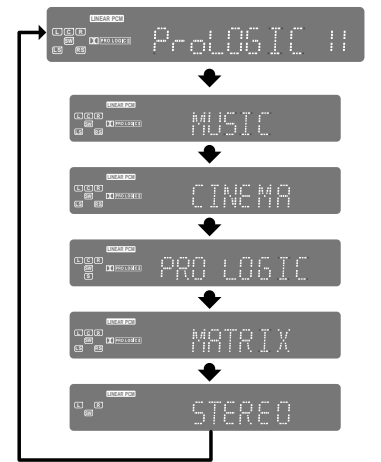 LINEAR PCM
L C R
SW
LS RS
PRO LOGIC II
ProLOGIC II
LINEAR PCM
L C R
SW
LS RS
PRO LOGIC II
MUSIC
LINEAR PCM
L C R
SW
LS RS
PRO LOGIC II
CINEMA
LINEAR PCM
L C R
SW
S
PRO LOGIC II
PRO LOGIC
LINEAR PCM
L C R
SW
LS RS
PRO LOGIC II
MATRIX
LINEAR PCM
L R
SW
STEREO